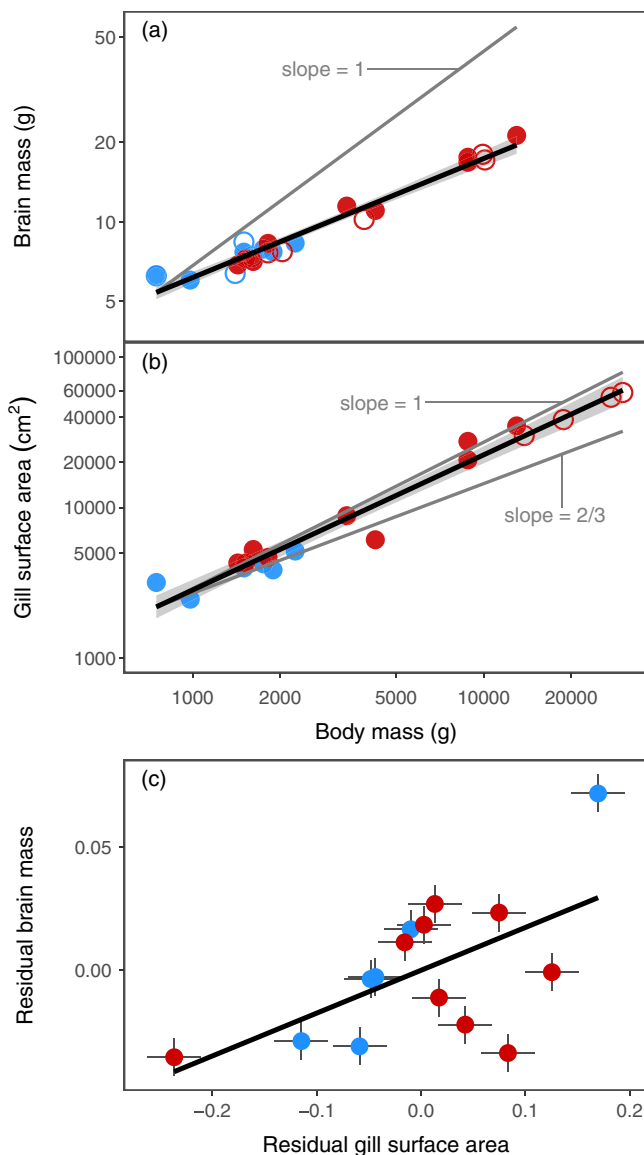 (a)
50
20
10
5
Brain mass (g)
slope = 1
(b)
100000
60000
40000
20000
10000
5000
1000
Gill surface area (cm²)
slope = 1
slope = 2/3
1000 2000 5000 10000 20000
Body mass (g)
(c)
0.05
0.00
Residual brain mass
−0.2 −0.1 0.0 0.1 0.2
Residual gill surface area